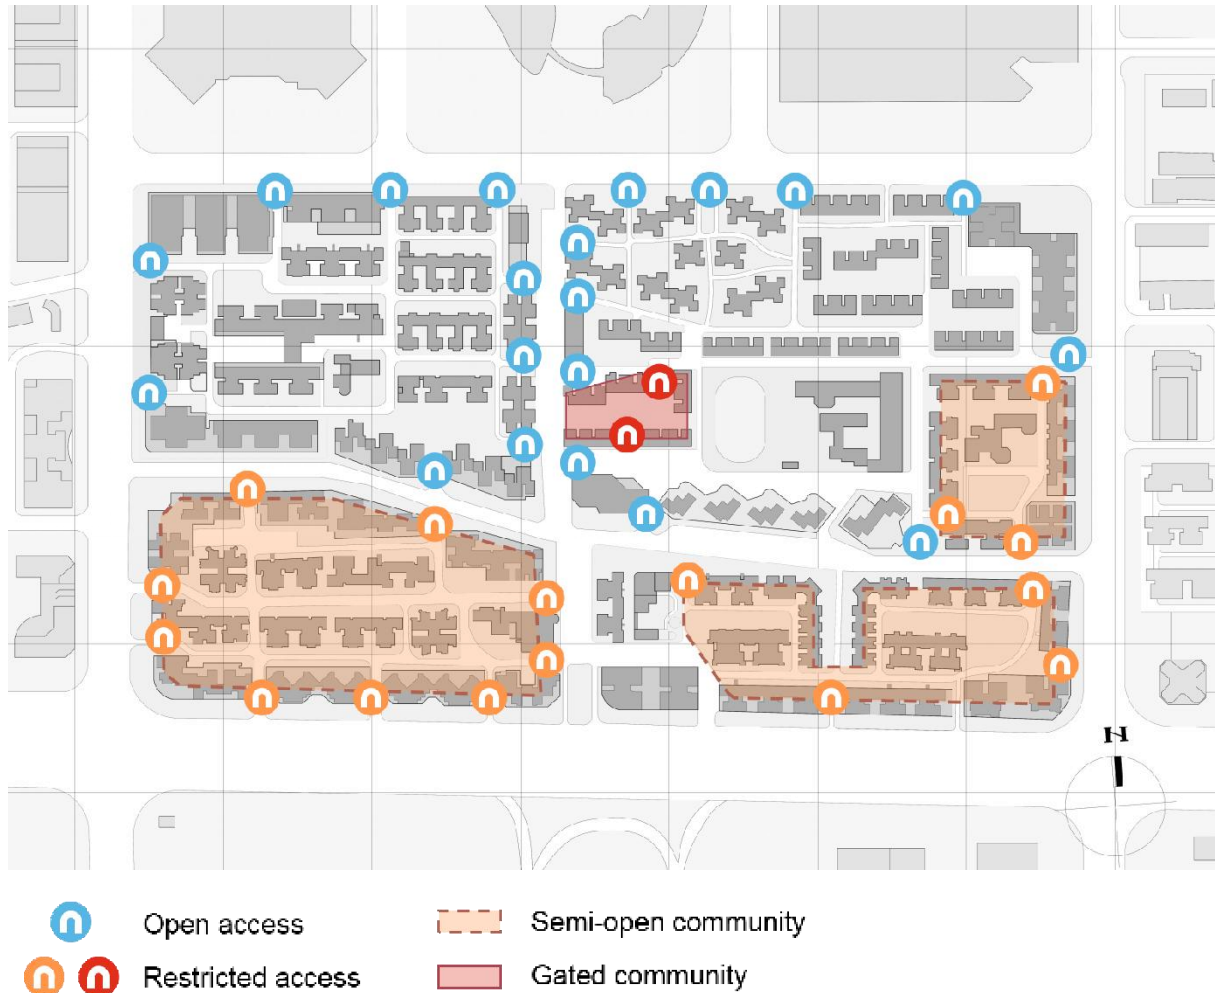 N
Open access
Semi-open community
Restricted access
Gated community